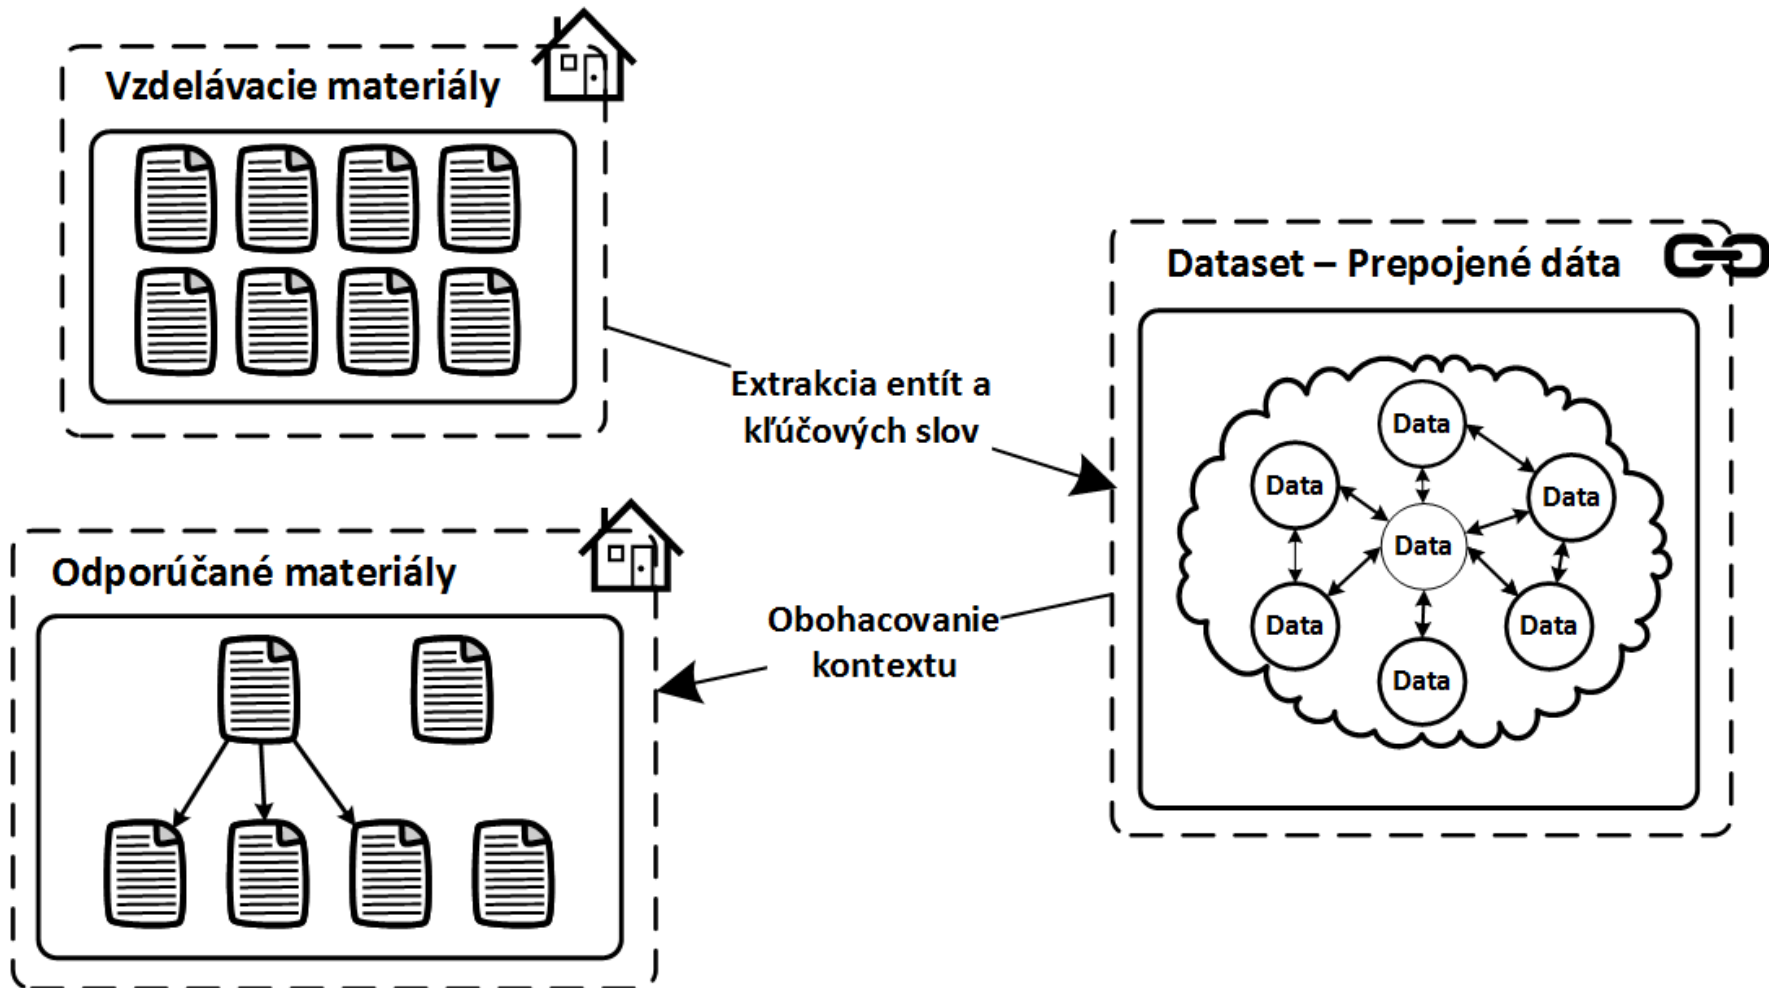 Vzdelávacie materiály
Extrakcia entít a
kľúčových slov
Dataset – Prepojené dáta
Data
Data
Data
Data
Data
Data
Data
Odporúčané materiály
Obohacovanie
kontextu